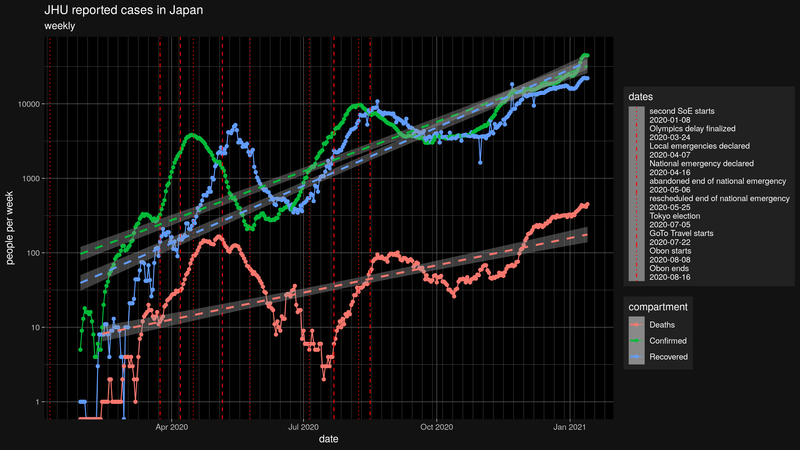 JHU reported cases in Japan
weekly
people per week
10000
1000
100
10
1
Apr 2020
Jul 2020
Oct 2020
Jan 2021
date
dates
second SoE starts
2020-01-08
Olympics delay finalized
2020-03-24
Local emergencies declared
2020-04-07
National emergency declared
2020-04-16
abandoned end of national emergency
2020-05-06
rescheduled end of national emergency
2020-05-25
Tokyo election
2020-07-05
GoTo Travel starts
2020-07-22
Obon starts
2020-08-08
Obon ends
2020-08-16
compartment
Deaths
Confirmed
Recovered